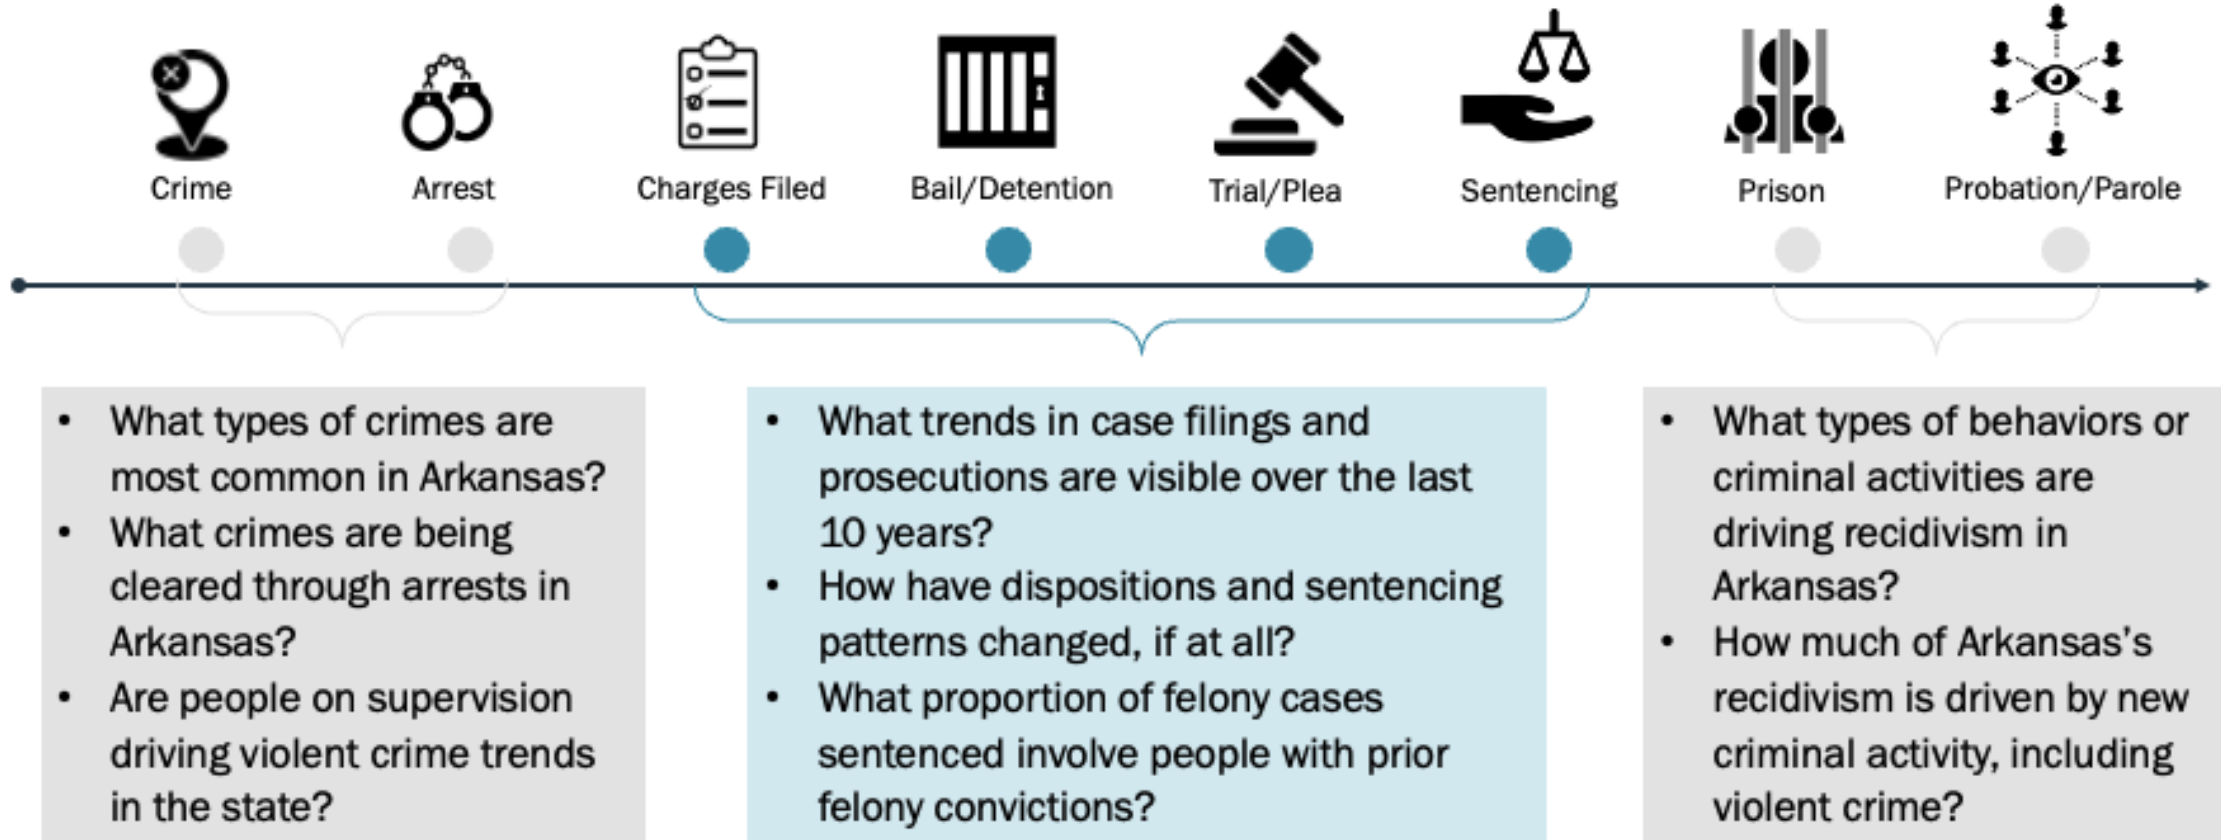 Crime
Arrest
Charges Filed
Bail/Detention
Trial/Plea
Sentencing
Prison
Probation/Parole
• What types of crimes are
most common in Arkansas?
• What crimes are being
cleared through arrests in
Arkansas?
• Are people on supervision
driving violent crime trends
in the state?
• What trends in case filings and
prosecutions are visible over the last
10 years?
• How have dispositions and sentencing
patterns changed, if at all?
• What proportion of felony cases
sentenced involve people with prior
felony convictions?
• What types of behaviors or
criminal activities are
driving recidivism in
Arkansas?
• How much of Arkansas’s
recidivism is driven by new
criminal activity, including
violent crime?